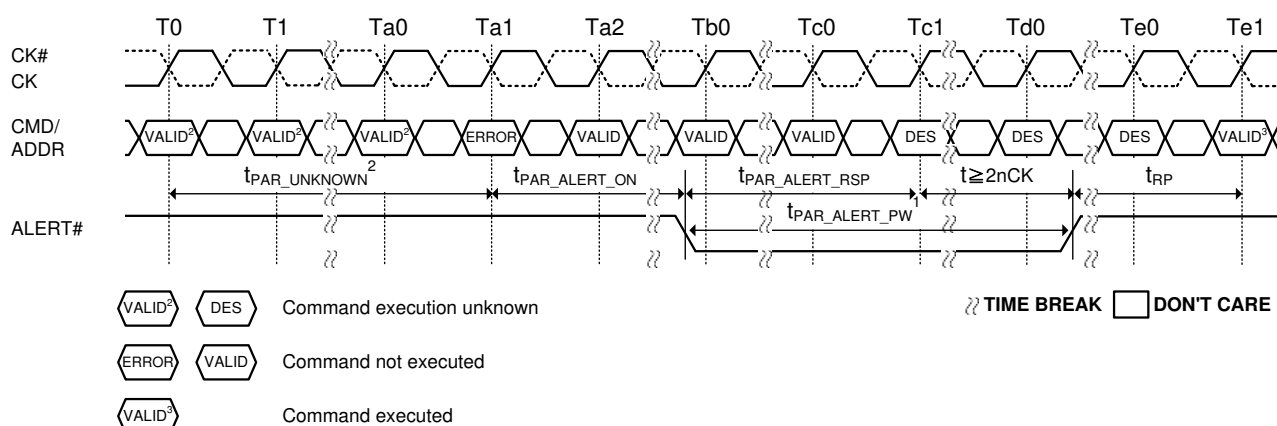 T0 T1 Ta0 Ta1 Ta2 Tb0 Tc0 Tc1 Td0 Te0 Te1
CK#
CK
CMD/
ADDR
VALID² VALID² VALID² ERROR VALID VALID VALID DES DES DES VALID³
tPAR_UNKNOWN² tPAR_ALERT_ON tPAR_ALERT_RSP t≧2nCK tRP
tPAR_ALERT_PW¹
ALERT#
VALID² DES Command execution unknown
TIME BREAK DON'T CARE
ERROR VALID Command not executed
VALID³ Command executed